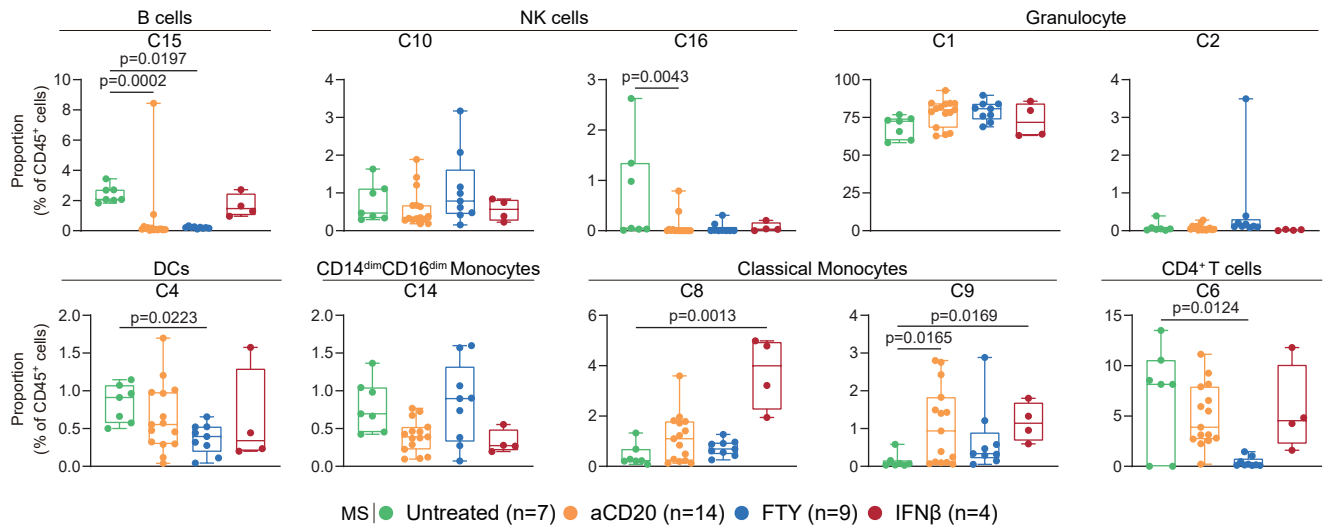 B cells
NK cells
Granulocyte
C15
C10
C16
C1
C2
p=0.0197
p=0.0002
p=0.0043
Proportion
(% of CD45⁺ cells)
10
8
6
4
2
0
4
3
2
1
0
3
2
1
0
100
75
50
25
0
4
3
2
1
0
DCs
CD14ᵈⁱᵐCD16ᵈⁱᵐ Monocytes
Classical Monocytes
CD4⁺ T cells
C4
C14
C8
C9
C6
p=0.0223
p=0.0013
p=0.0169
p=0.0165
p=0.0124
Proportion
(% of CD45⁺ cells)
2.0
1.5
1.0
0.5
0.0
2.0
1.5
1.0
0.5
0.0
6
4
2
0
4
3
2
1
0
15
10
5
0
MS Untreated (n=7) aCD20 (n=14) FTY (n=9) IFNβ (n=4)